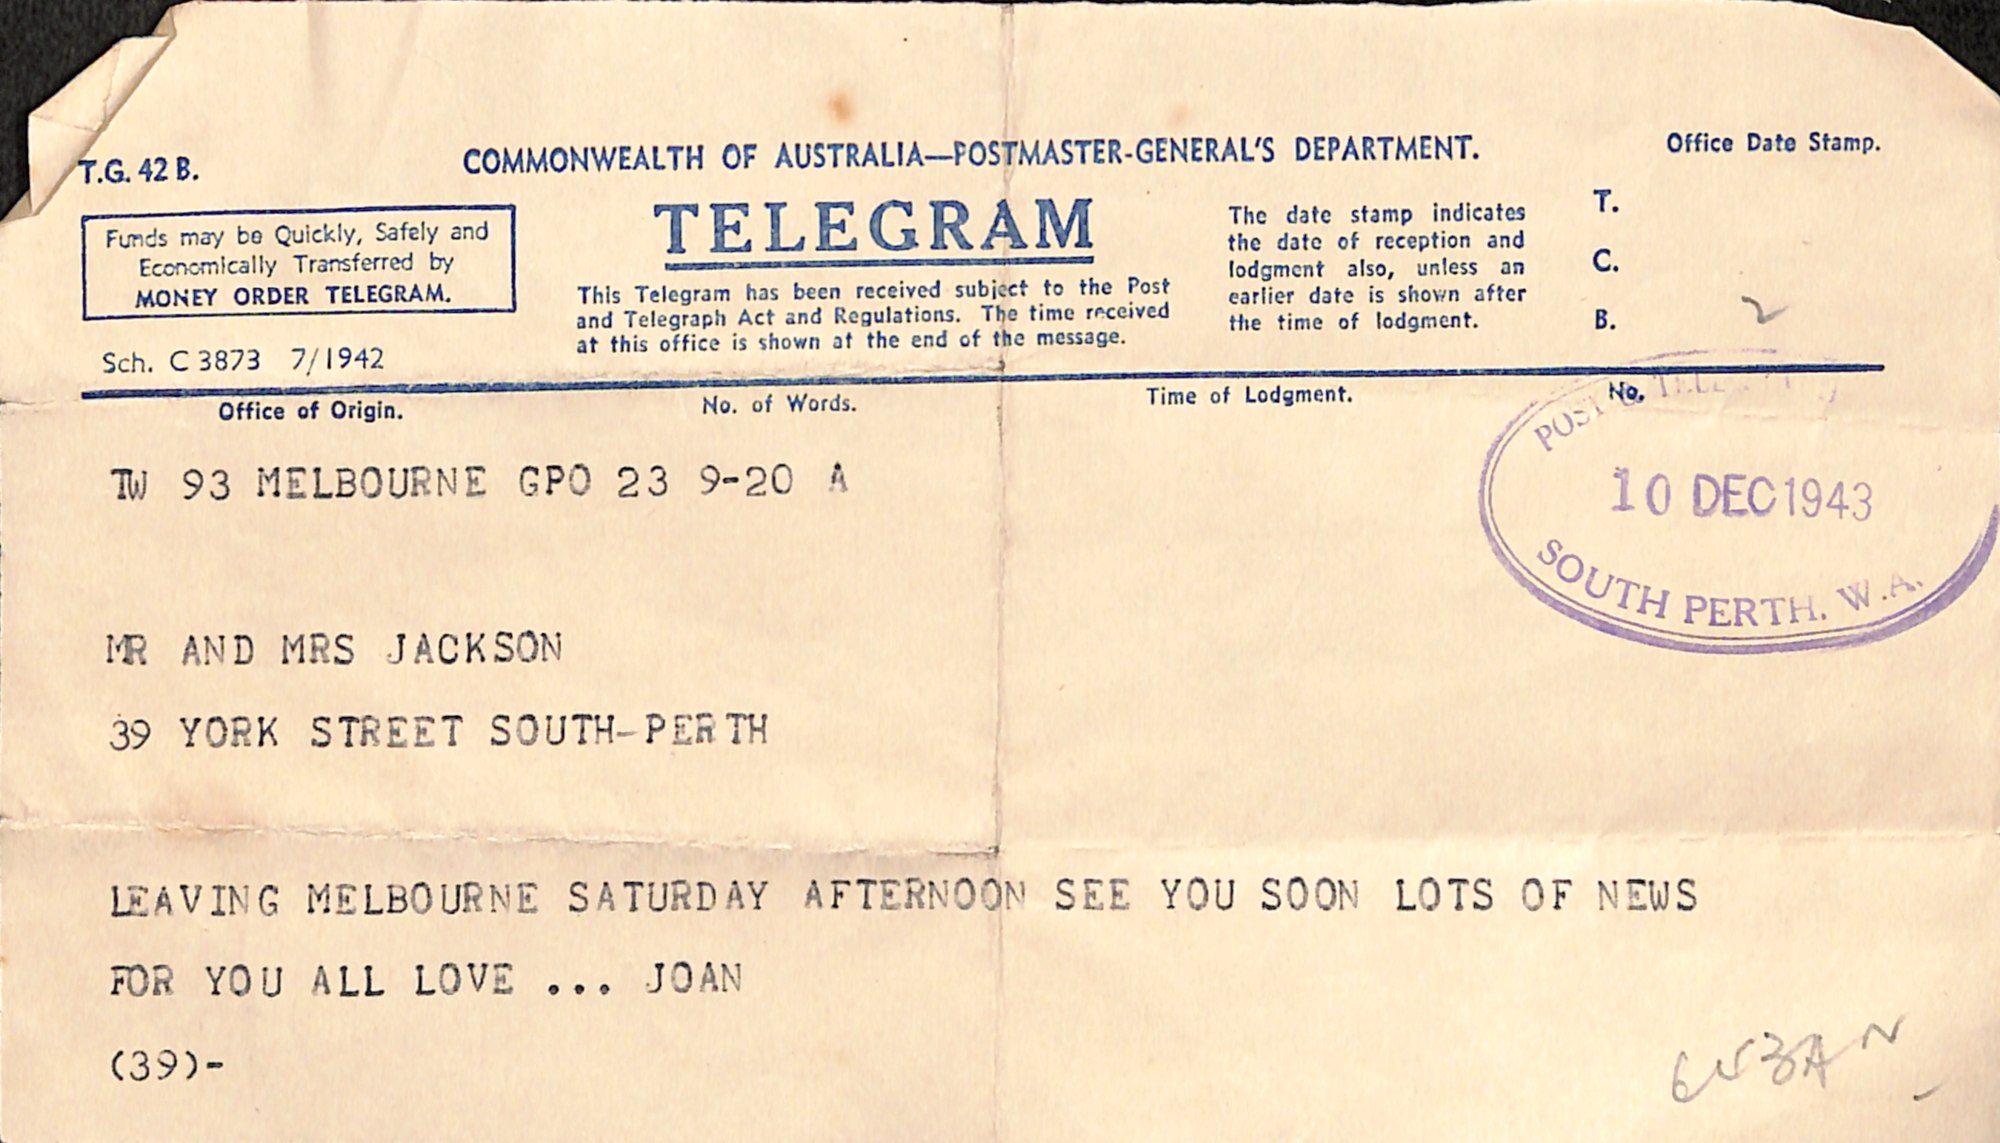 T.G. 42 B.
COMMONWEALTH OF AUSTRALIA—POSTMASTER-GENERAL'S DEPARTMENT.
Office Date Stamp.
Funds may be Quickly, Safely and
Economically Transferred by
MONEY ORDER TELEGRAM.
Sch. C 3873 7/1942
TELEGRAM
This Telegram has been received subject to the Post
and Telegraph Act and Regulations. The time received
at this office is shown at the end of the message.
The date stamp indicates
the date of reception and
lodgment also, unless an
earlier date is shown after
the time of lodgment.
T.
C.
B. 2
Office of Origin. No. of Words. Time of Lodgment. No.
TW 93 MELBOURNE GPO 23 9-20 A
POST &
10 DEC 1943
SOUTH PERTH. W.A.
MR AND MRS JACKSON
39 YORK STREET SOUTH-PERTH
LEAVING MELBOURNE SATURDAY AFTERNOON SEE YOU SOON LOTS OF NEWS
FOR YOU ALL LOVE ... JOAN
(39)-